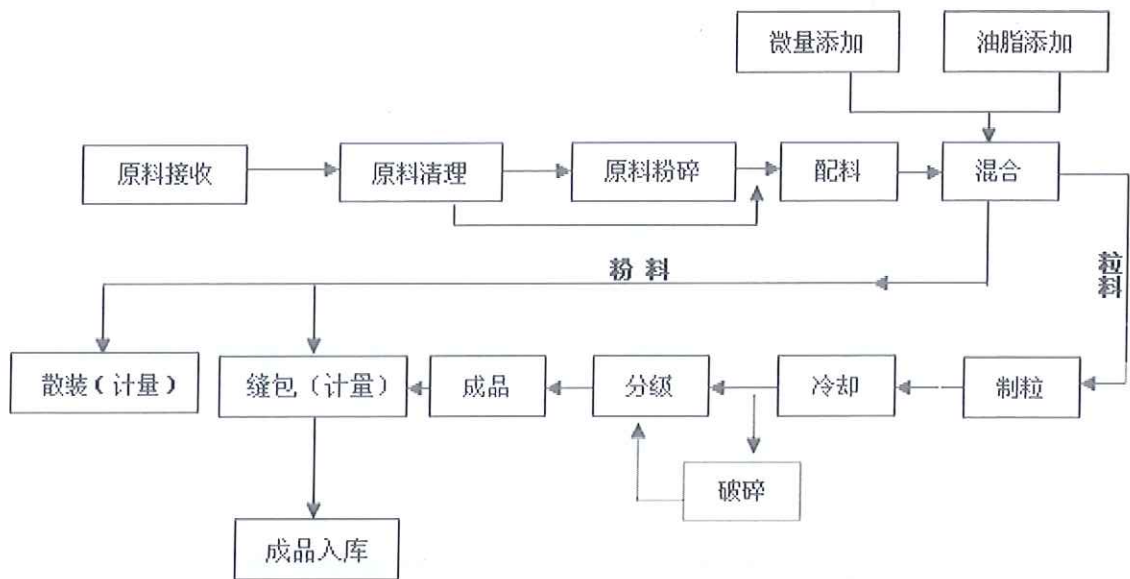 微量添加
油脂添加
原料接收
原料清理
原料粉碎
配料
混合
粉 料
粒料
散装（计量）
缝包（计量）
成品
分级
冷却
制粒
破碎
成品入库